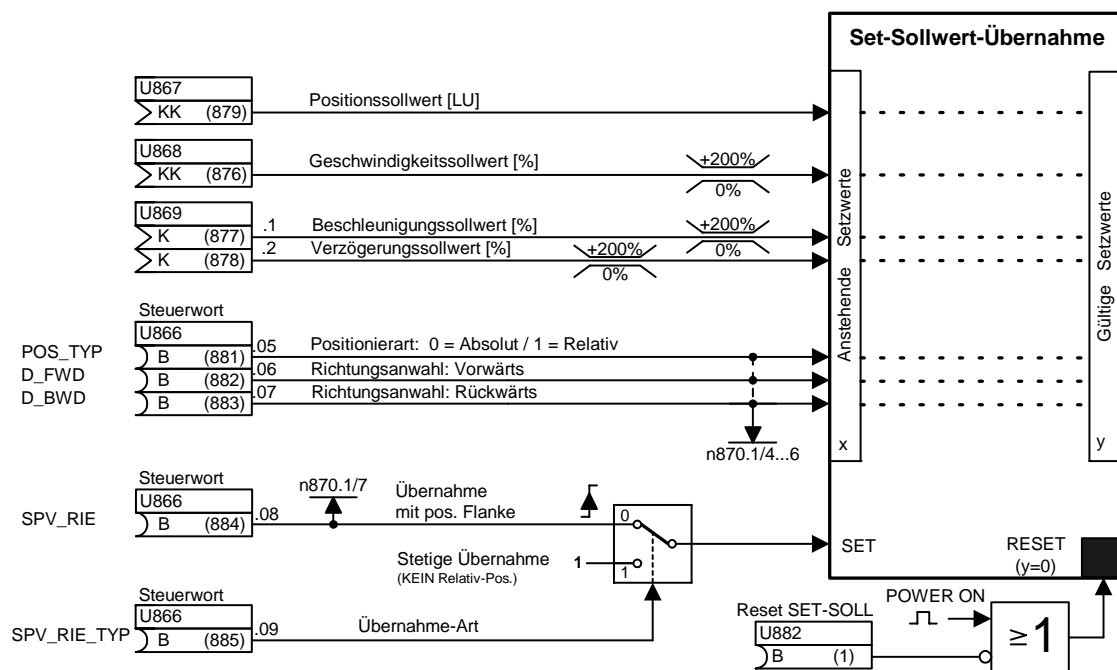 Set-Sollwert-Übernahme
U867
KK (879)
Positionssollwert [LU]
U868
KK (876)
Geschwindigkeitssollwert [%]
+200%
0%
U869
K (877)
.1
Beschleunigungssollwert [%]
+200%
0%
K (878)
.2
Verzögerungssollwert [%]
+200%
0%
Anstehende Setzwerte
Gültige Setzwerte
Steuerwort
U866
POS_TYP
B (881)
.05
Positionierart: 0 = Absolut / 1 = Relativ
D_FWD
B (882)
.06
Richtungsanwahl: Vorwärts
D_BWD
B (883)
.07
Richtungsanwahl: Rückwärts
n870.1/4...6
x
y
Steuerwort
U866
SPV_RIE
B (884)
.08
n870.1/7
Übernahme
mit pos. Flanke
0
Stetige Übernahme
(KEIN Relativ-Pos.)
1
1
SET
RESET
(y=0)
Steuerwort
U866
SPV_RIE_TYP
B (885)
.09
Übernahme-Art
POWER ON
Reset SET-SOLL
U882
B (1)
≥1